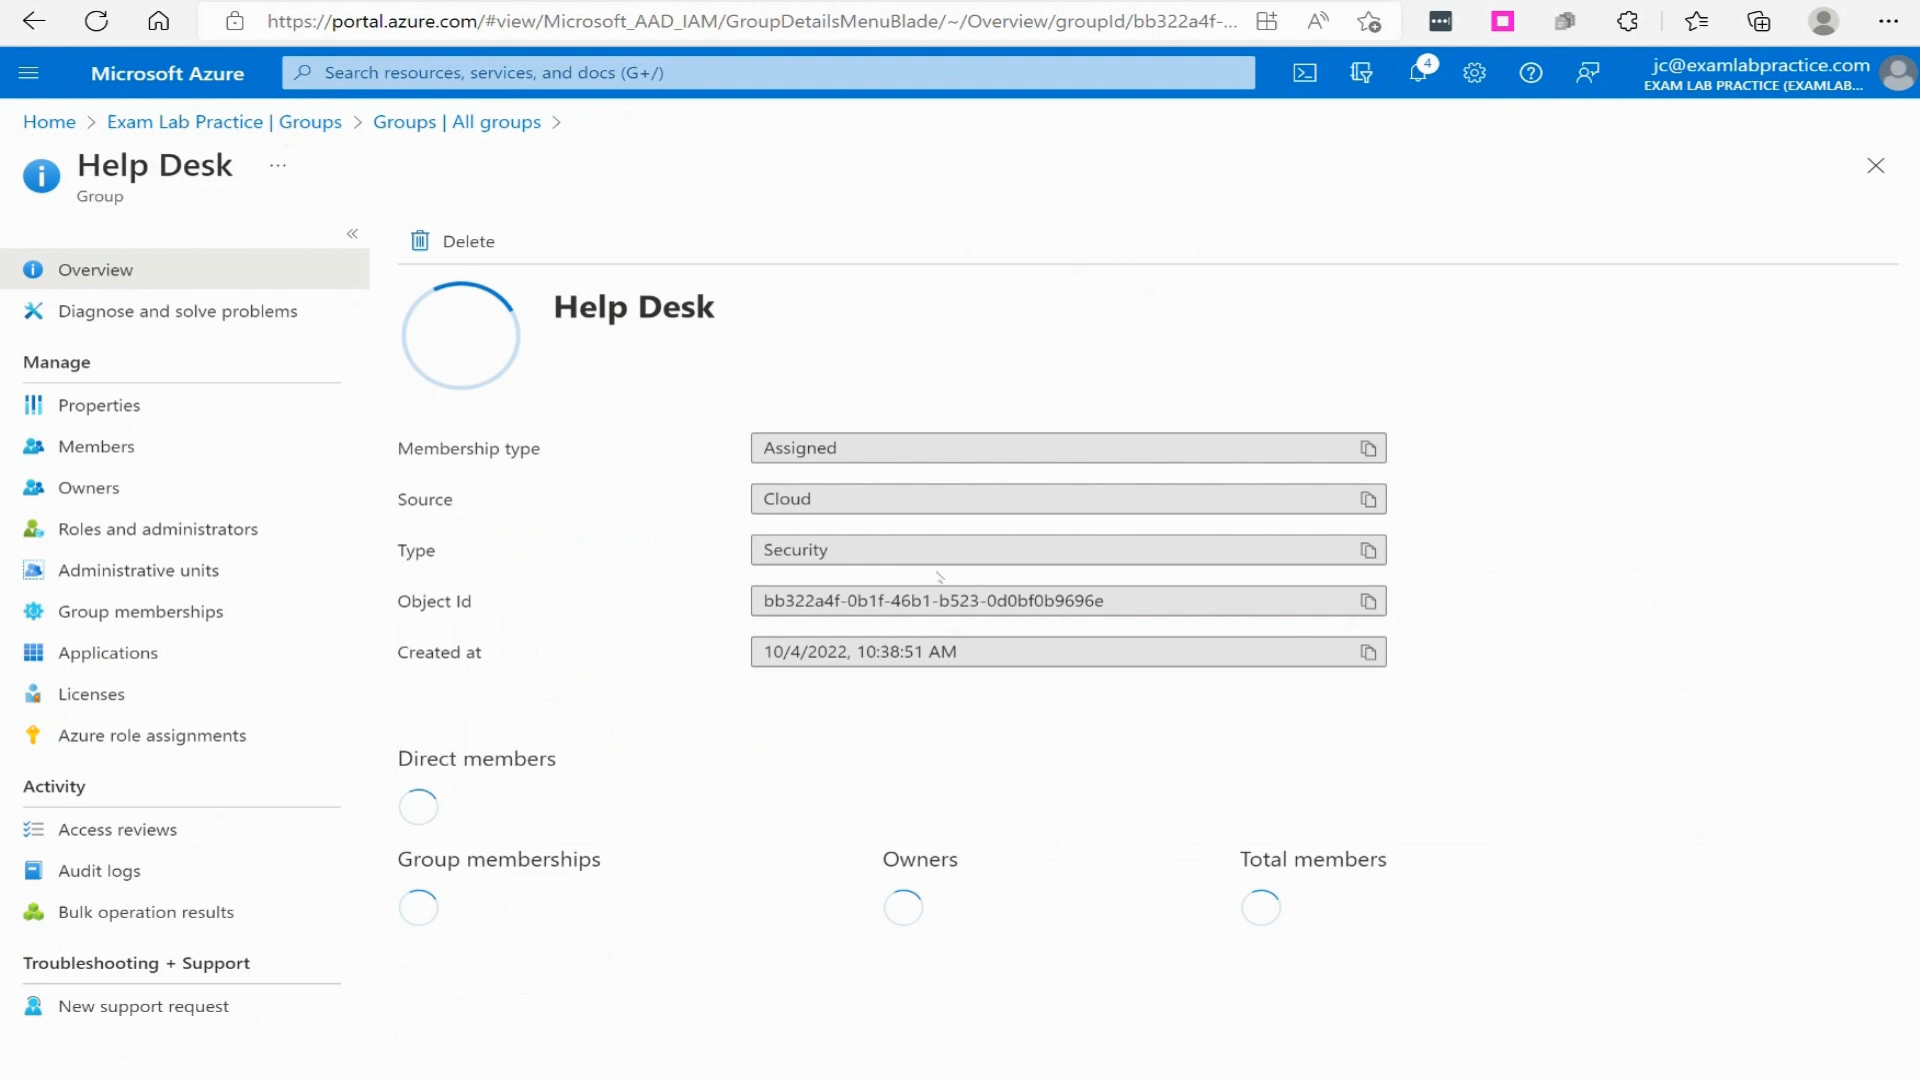 https://portal.azure.com/#view/Microsoft_AAD_IAM/GroupDetailsMenuBlade/~/Overview/groupId/bb322a4f-...
Microsoft Azure
Search resources, services, and docs (G+/)
4
jc@examlabpractice.com
EXAM LAB PRACTICE (EXAMLAB...
Home > Exam Lab Practice | Groups > Groups | All groups >
Help Desk ...
Group
Delete
Overview
Help Desk
Diagnose and solve problems
Manage
Properties
Members
Owners
Roles and administrators
Administrative units
Group memberships
Applications
Licenses
Azure role assignments
Activity
Access reviews
Audit logs
Bulk operation results
Troubleshooting + Support
New support request
Membership type Assigned
Source Cloud
Type Security
Object Id bb322a4f-0b1f-46b1-b523-0d0bf0b9696e
Created at 10/4/2022, 10:38:51 AM
Direct members
Group memberships Owners Total members